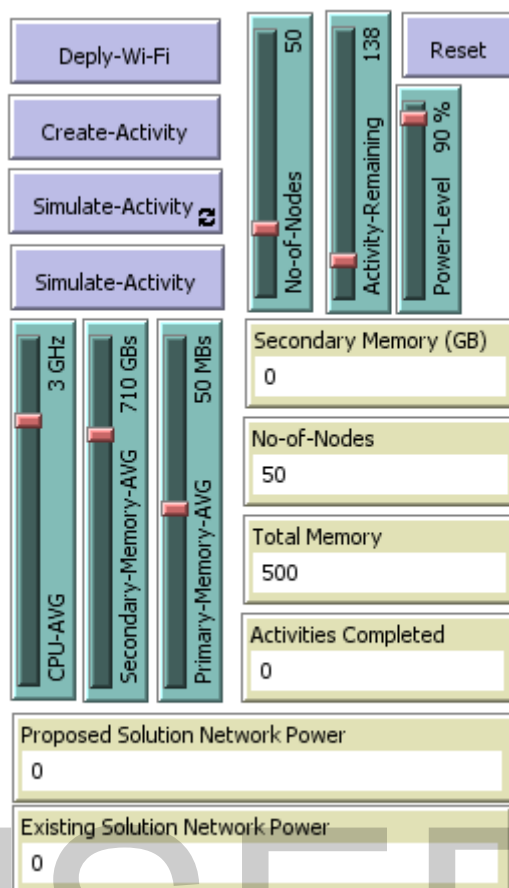 Deply-Wi-Fi
Create-Activity
Simulate-Activity
Simulate-Activity
No-of-Nodes 50
Activity-Remaining 138
Reset
Power-Level 90 %
CPU-AVG 3 GHz
Secondary-Memory-AVG 710 GBs
Primary-Memory-AVG 50 MBs
Secondary Memory (GB)
0
No-of-Nodes
50
Total Memory
500
Activities Completed
0
Proposed Solution Network Power
0
Existing Solution Network Power
0